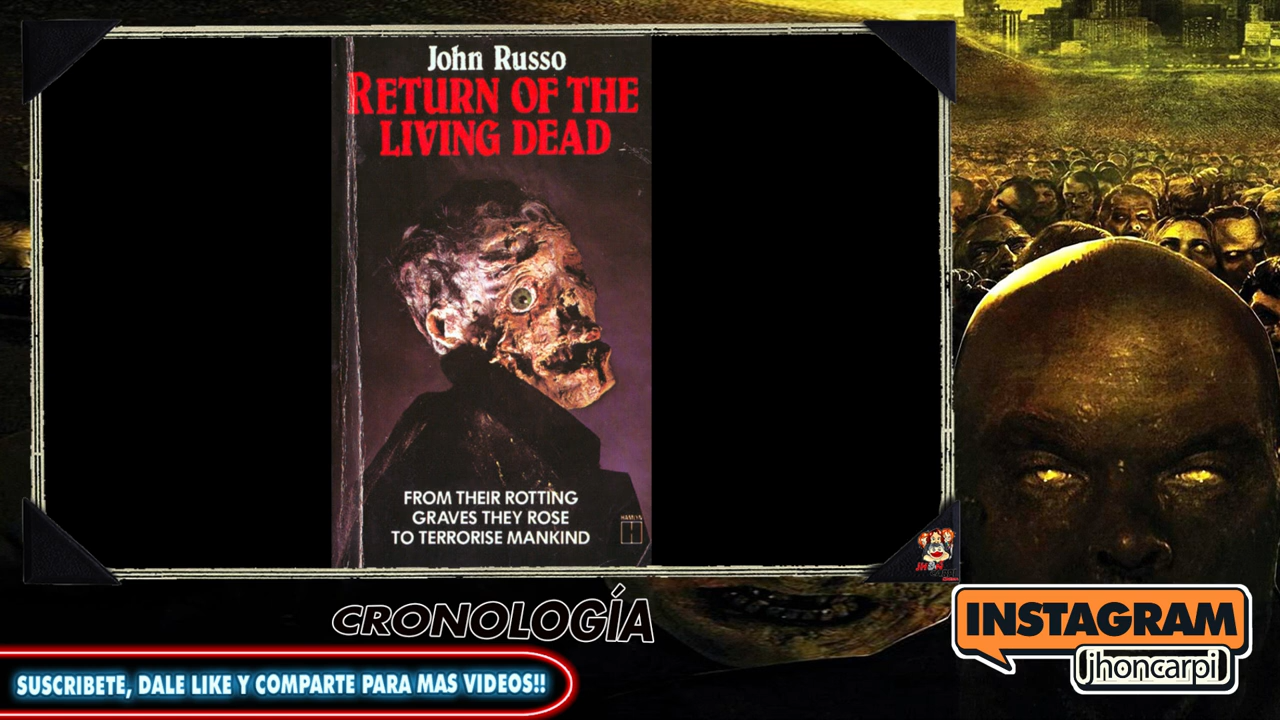 John Russo
RETURN OF THE
LIVING DEAD
FROM THEIR ROTTING
GRAVES THEY ROSE
TO TERRORISE MANKIND
HAMLYN
CRONOLOGÍA
INSTAGRAM
jhoncarpi
SUSCRIBETE, DALE LIKE Y COMPARTE PARA MAS VIDEOS!!